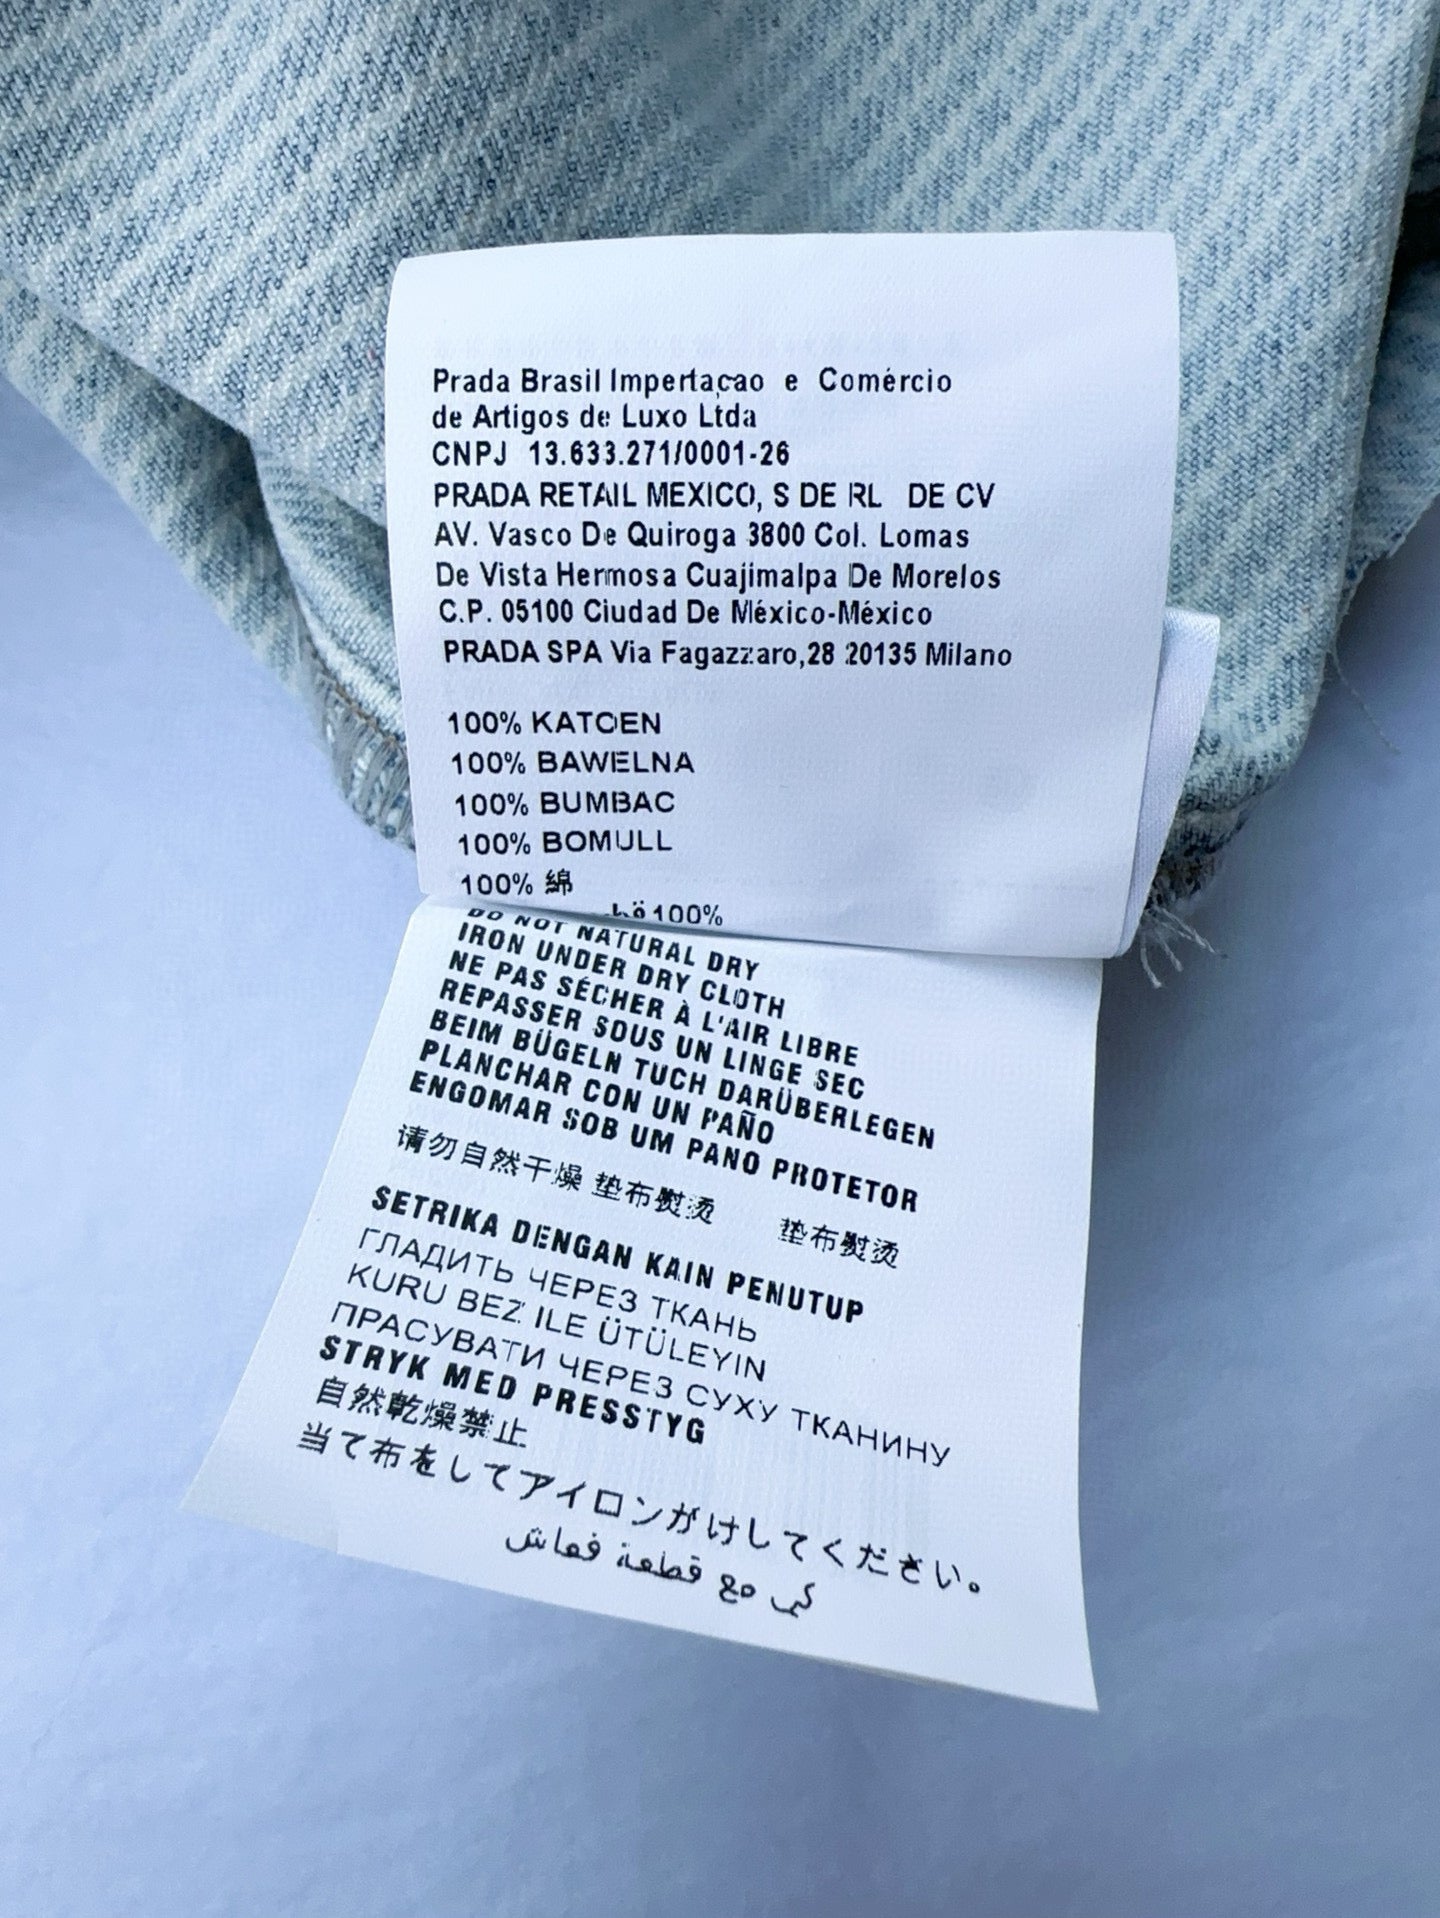 Prada Brasil Impertaçao e Comércio
de Artigos de Luxo Ltda
CNPJ 13.633.271/0001-26
PRADA RETAIL MEXICO, S DE RL DE CV
AV. Vasco De Quiroga 3800 Col. Lomas
De Vista Hermosa Cuajimalpa De Morelos
C.P. 05100 Ciudad De México-México
PRADA SPA Via Fagazzaro,28 20135 Milano
100% KATOEN
100% BAWELNA
100% BUMBAC
100% BOMULL
100% 綿
100%
DO NOT NATURAL DRY
IRON UNDER DRY CLOTH
NE PAS SÉCHER À L'AIR LIBRE
REPASSER SOUS UN LINGE SEC
BEIM BÜGELN TUCH DARÜBERLEGEN
PLANCHAR CON UN PAÑO
ENGOMAR SOB UM PANO PROTETOR
请勿自然干燥 垫布熨烫 垫布熨烫
SETRIKA DENGAN KAIN PENUTUP
ГЛАДИТЬ ЧЕРЕЗ ТКАНЬ
KURU BEZ ILE ÜTÜLEYIN
ПРАСУВАТИ ЧЕРЕЗ СУХУ ТКАНИНУ
STRYK MED PRESSTYG
自然乾燥禁止
当て布をしてアイロンがけしてください。
كي مع قطعة قماش